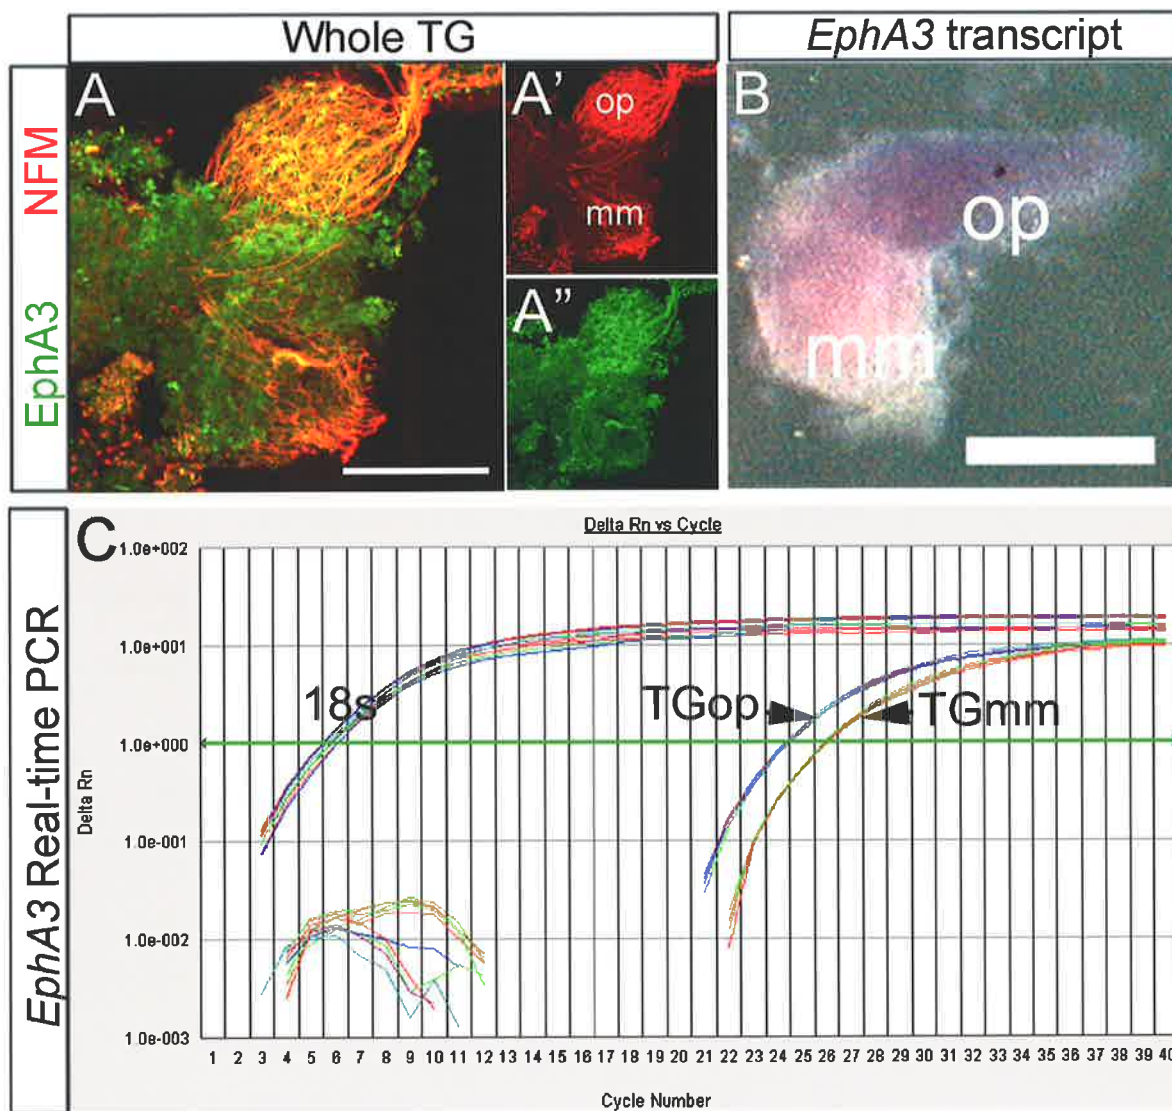 Whole TG
EphA3 transcript
EphA3 NFM
A
A'
op
mm
A"
B
op
mm
EphA3 Real-time PCR
C
Delta Rn vs Cycle
1.0e+002
1.0e+001
1.0e+000
1.0e-001
1.0e-002
1.0e-003
Delta Rn
18s
TGop
TGmm
1 2 3 4 5 6 7 8 9 10 11 12 13 14 15 16 17 18 19 20 21 22 23 24 25 26 27 28 29 30 31 32 33 34 35 36 37 38 39 40
Cycle Number